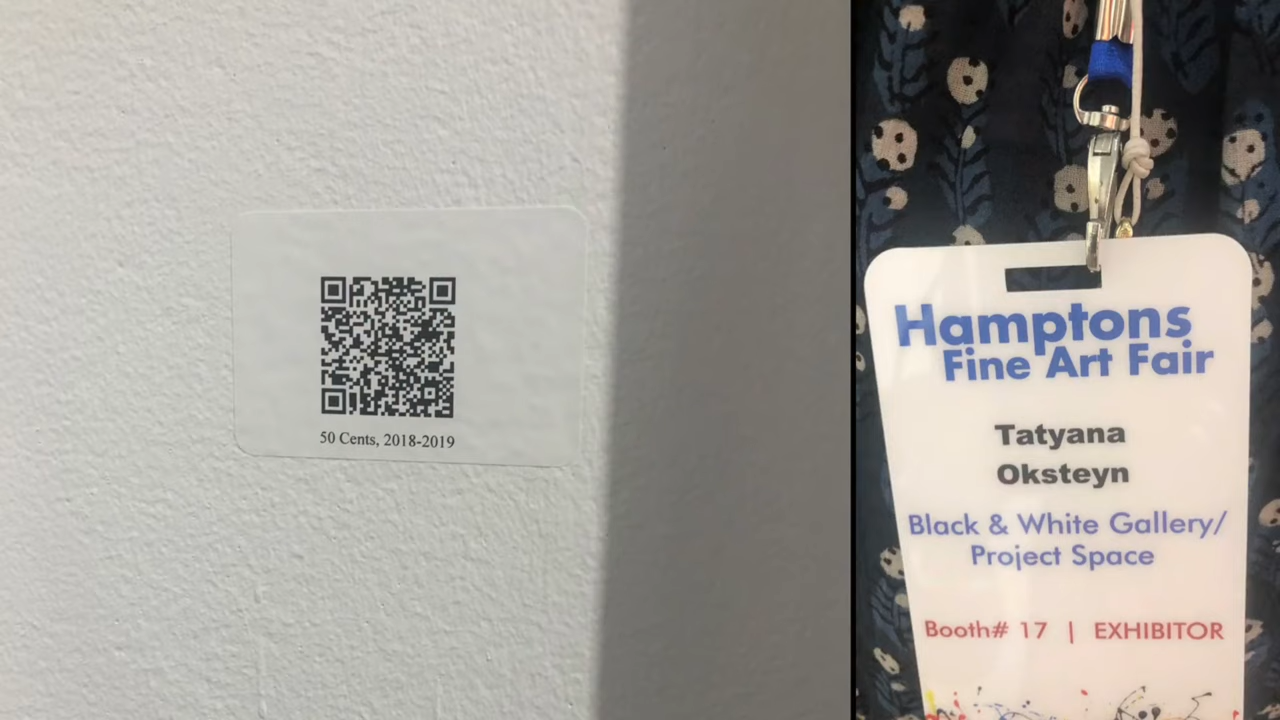 50 Cents, 2018-2019
Hamptons
Fine Art Fair
Tatyana
Oksteyn
Black & White Gallery/
Project Space
Booth# 17 | EXHIBITOR